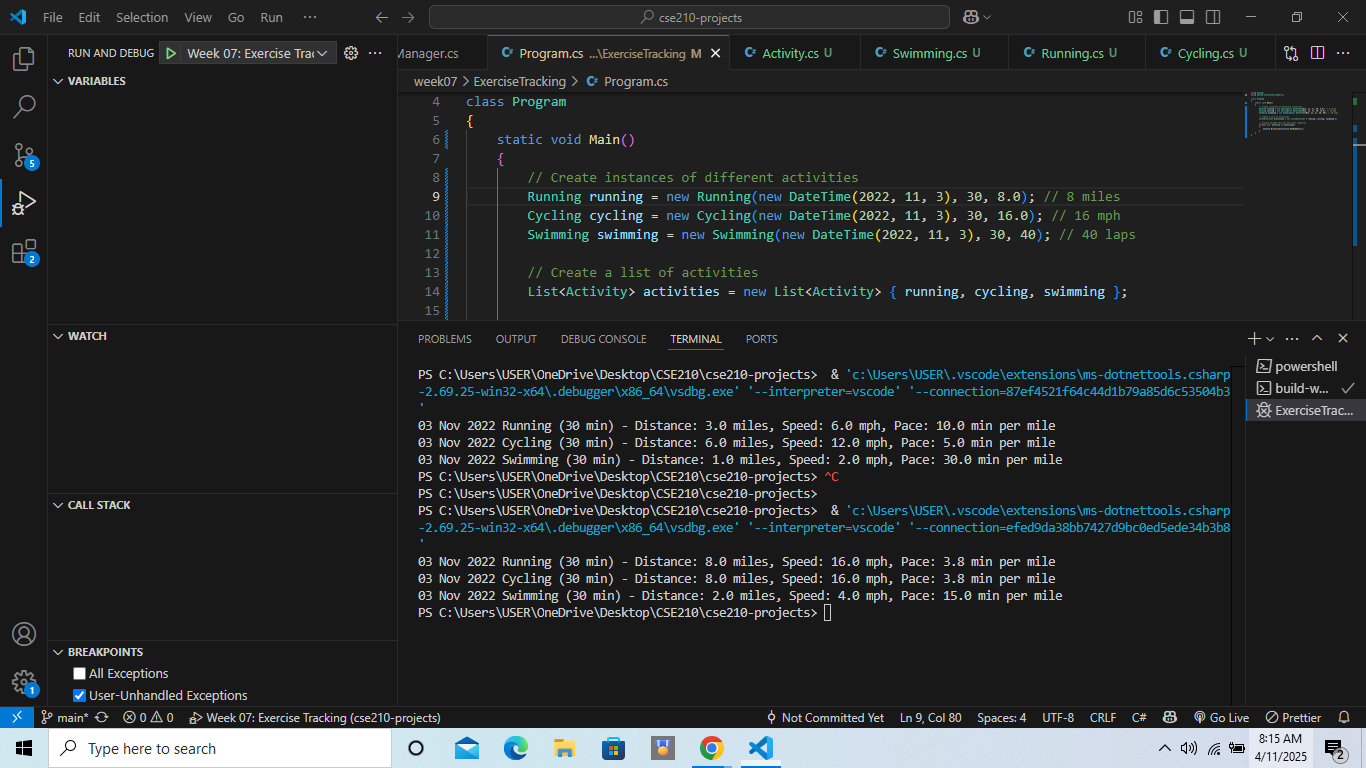 File Edit Selection View Go Run ··· cse210-projects
RUN AND DEBUG Week 07: Exercise Trac ···
VARIABLES
WATCH
CALL STACK
BREAKPOINTS
All Exceptions
User-Unhandled Exceptions
Manager.cs Program.cs ...\ExerciseTracking M Activity.cs U Swimming.cs U Running.cs U Cycling.cs U ···
week07 > ExerciseTracking > Program.cs
4 class Program
5 {
6 static void Main()
7 {
8 // Create instances of different activities
9 Running running = new Running(new DateTime(2022, 11, 3), 30, 8.0); // 8 miles
10 Cycling cycling = new Cycling(new DateTime(2022, 11, 3), 30, 16.0); // 16 mph
11 Swimming swimming = new Swimming(new DateTime(2022, 11, 3), 30, 40); // 40 laps
12
13 // Create a list of activities
14 List<Activity> activities = new List<Activity> { running, cycling, swimming };
15
PROBLEMS OUTPUT DEBUG CONSOLE TERMINAL PORTS
PS C:\Users\USER\OneDrive\Desktop\CSE210\cse210-projects> & 'c:\Users\USER\.vscode\extensions\ms-dotnettools.csharp
-2.69.25-win32-x64\.debugger\x86_64\vsdbg.exe' '--interpreter=vscode' '--connection=87ef4521f64c44d1b79a85d6c53504b3
'
03 Nov 2022 Running (30 min) - Distance: 3.0 miles, Speed: 6.0 mph, Pace: 10.0 min per mile
03 Nov 2022 Cycling (30 min) - Distance: 6.0 miles, Speed: 12.0 mph, Pace: 5.0 min per mile
03 Nov 2022 Swimming (30 min) - Distance: 1.0 miles, Speed: 2.0 mph, Pace: 30.0 min per mile
PS C:\Users\USER\OneDrive\Desktop\CSE210\cse210-projects> ^C
PS C:\Users\USER\OneDrive\Desktop\CSE210\cse210-projects>
PS C:\Users\USER\OneDrive\Desktop\CSE210\cse210-projects> & 'c:\Users\USER\.vscode\extensions\ms-dotnettools.csharp
-2.69.25-win32-x64\.debugger\x86_64\vsdbg.exe' '--interpreter=vscode' '--connection=efed9da38bb7427d9bc0ed5ede34b3b8
'
03 Nov 2022 Running (30 min) - Distance: 8.0 miles, Speed: 16.0 mph, Pace: 3.8 min per mile
03 Nov 2022 Cycling (30 min) - Distance: 8.0 miles, Speed: 16.0 mph, Pace: 3.8 min per mile
03 Nov 2022 Swimming (30 min) - Distance: 2.0 miles, Speed: 4.0 mph, Pace: 15.0 min per mile
PS C:\Users\USER\OneDrive\Desktop\CSE210\cse210-projects>
powershell
build-w...
ExerciseTrac...
5
2
1
main* 0 0 Week 07: Exercise Tracking (cse210-projects) Not Committed Yet Ln 9, Col 80 Spaces: 4 UTF-8 CRLF C# Go Live Prettier
Type here to search
8:15 AM
4/11/2025
2